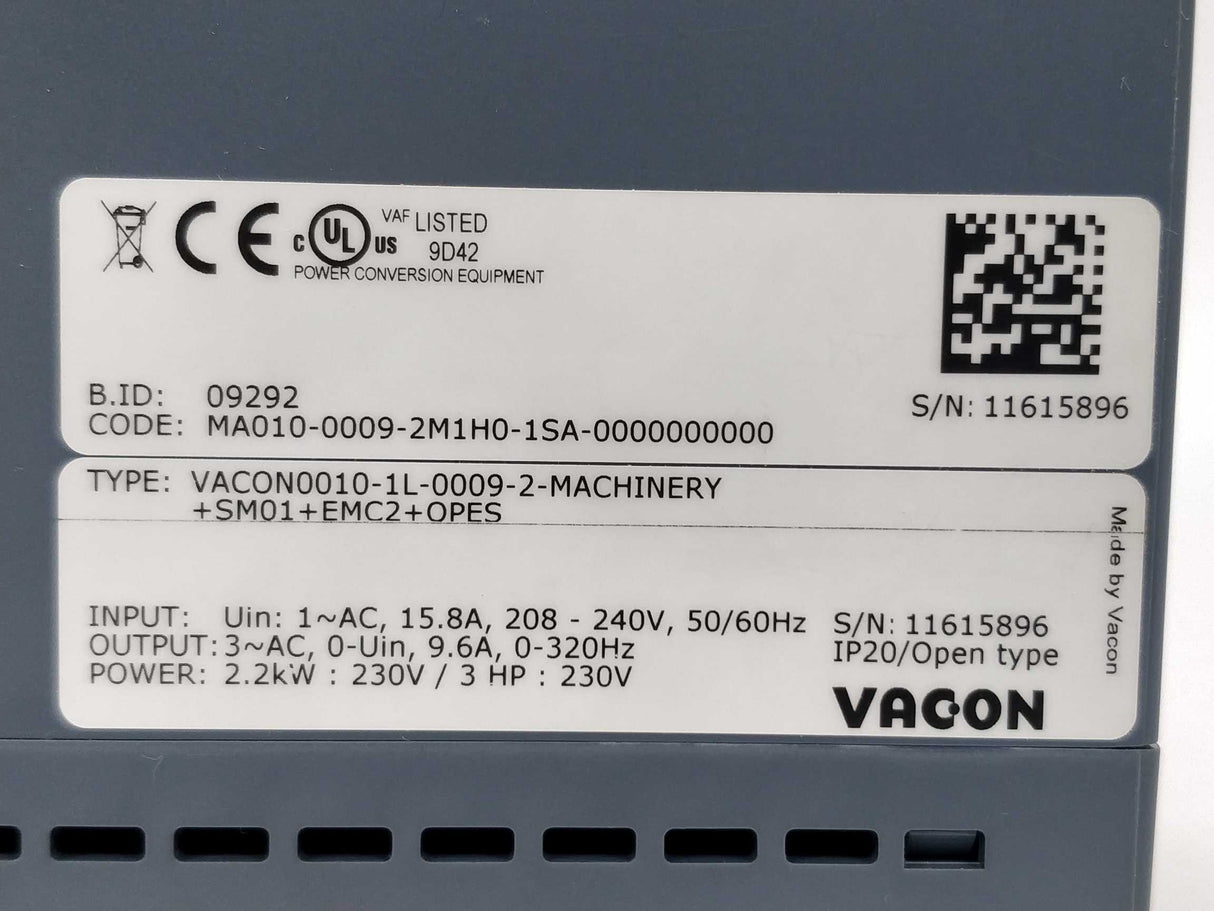 CE
C UL US
VAF LISTED
9D42
POWER CONVERSION EQUIPMENT
B.ID: 09292
CODE: MA010-0009-2M1H0-1SA-0000000000
S/N: 11615896
TYPE: VACON0010-1L-0009-2-MACHINERY
+SM01+EMC2+OPES
INPUT: Uin: 1~AC, 15.8A, 208 - 240V, 50/60Hz
OUTPUT: 3~AC, 0-Uin, 9.6A, 0-320Hz
POWER: 2.2kW : 230V / 3 HP : 230V
S/N: 11615896
IP20/Open type
VACON
Made by Vacon